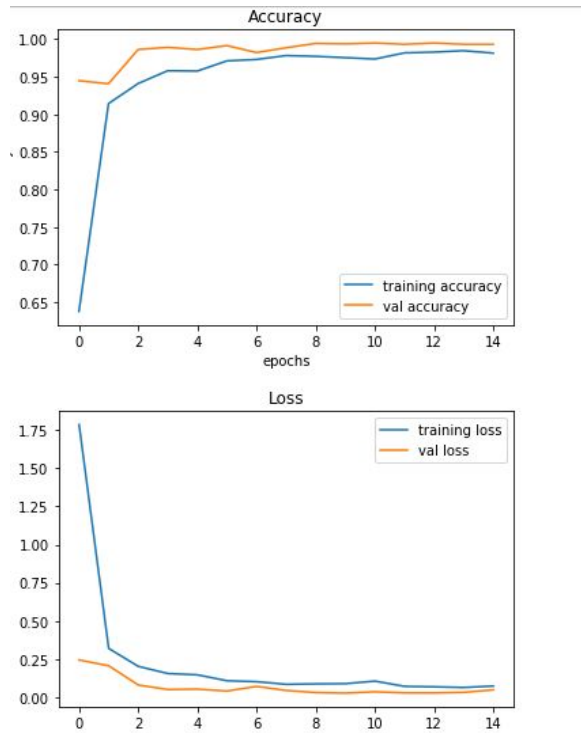 Accuracy
1.00
0.95
0.90
0.85
0.80
0.75
0.70
0.65
training accuracy
val accuracy
0 2 4 6 8 10 12 14
epochs
Loss
1.75
1.50
1.25
1.00
0.75
0.50
0.25
0.00
training loss
val loss
0 2 4 6 8 10 12 14